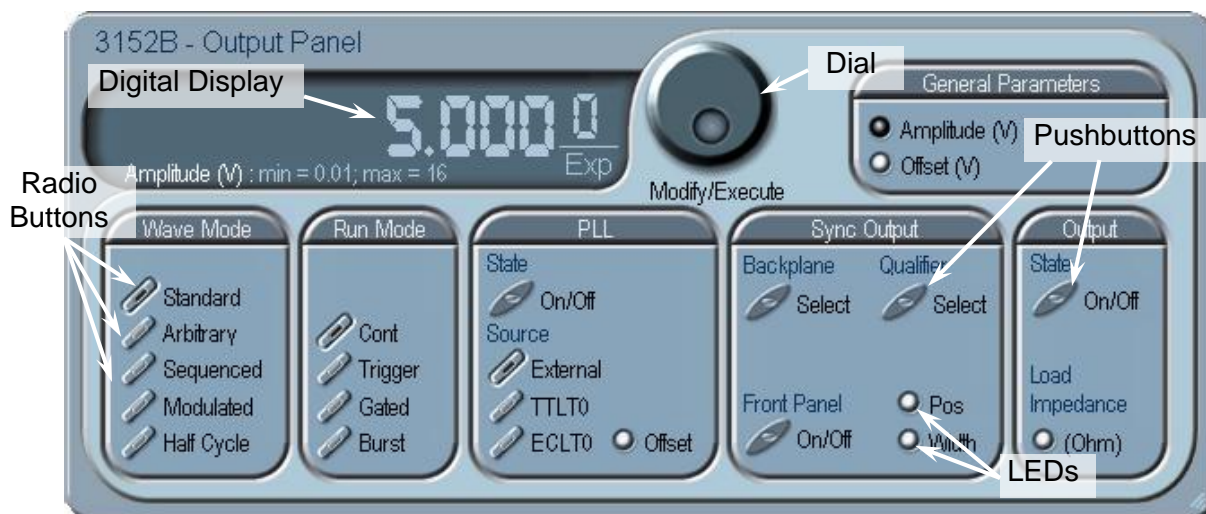 3152B - Output Panel
Digital Display
5.000 0
Exp
Amplitude (V) : min = 0.01; max = 16
Dial
Modify/Execute
General Parameters
Amplitude (V)
Offset (V)
Pushbuttons
Radio
Buttons
Wave Mode
Standard
Arbitrary
Sequenced
Modulated
Half Cycle
Run Mode
Cont
Trigger
Gated
Burst
PLL
State
On/Off
Source
External
TTLT0
ECLT0
Offset
Sync Output
Backplane
Select
Qualifier
Select
Front Panel
On/Off
Pos
Width
LEDs
Output
State
On/Off
Load
Impedance
(Ohm)